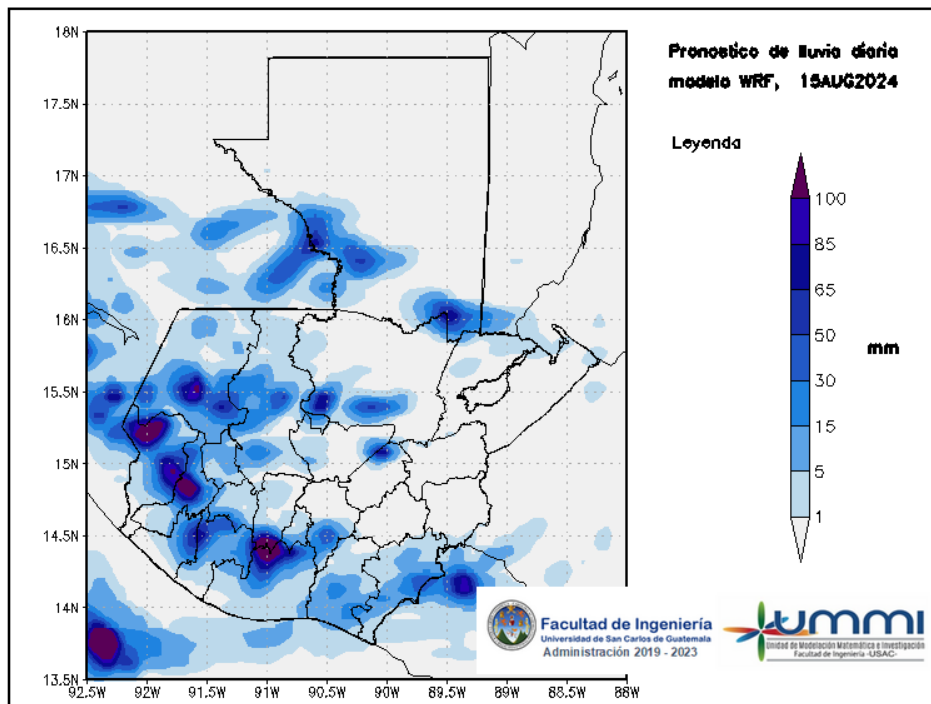 Pronostico de lluvia diaria
modelo WRF, 15AUG2024
Leyenda
100
85
65
50
30
15
5
1
mm
18N
17.5N
17N
16.5N
16N
15.5N
15N
14.5N
14N
13.5N
92.5W 92W 91.5W 91W 90.5W 90W 89.5W 89W 88.5W 88W
Facultad de Ingeniería
Universidad de San Carlos de Guatemala
Administración 2019 - 2023
UMMI
Unidad de Modelación Matemática e Investigación
Facultad de Ingeniería -USAC-